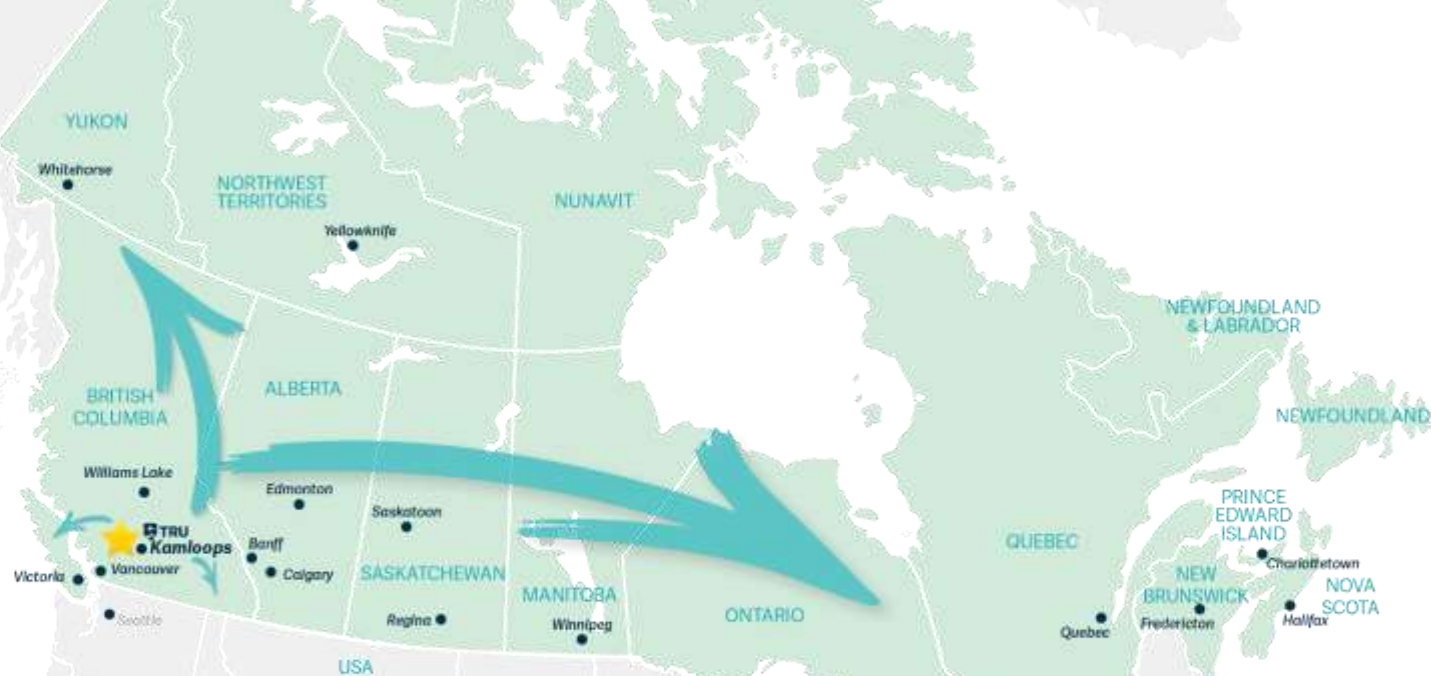 YUKON
Whitehorse
NORTHWEST
TERRITORIES
Yellowknife
NUNAVIT
NEWFOUNDLAND
& LABRADOR
BRITISH
COLUMBIA
ALBERTA
NEWFOUNDLAND
Williams Lake
Edmonton
Saskatoon
PRINCE
EDWARD
ISLAND
TRU
Kamloops
Banff
QUEBEC
Charlottetown
Victoria
Vancouver
Calgary
SASKATCHEWAN
MANITOBA
NEW
BRUNSWICK
NOVA
SCOTA
Seattle
Regina
Winnipeg
ONTARIO
Quebec
Fredericton
Halifax
USA